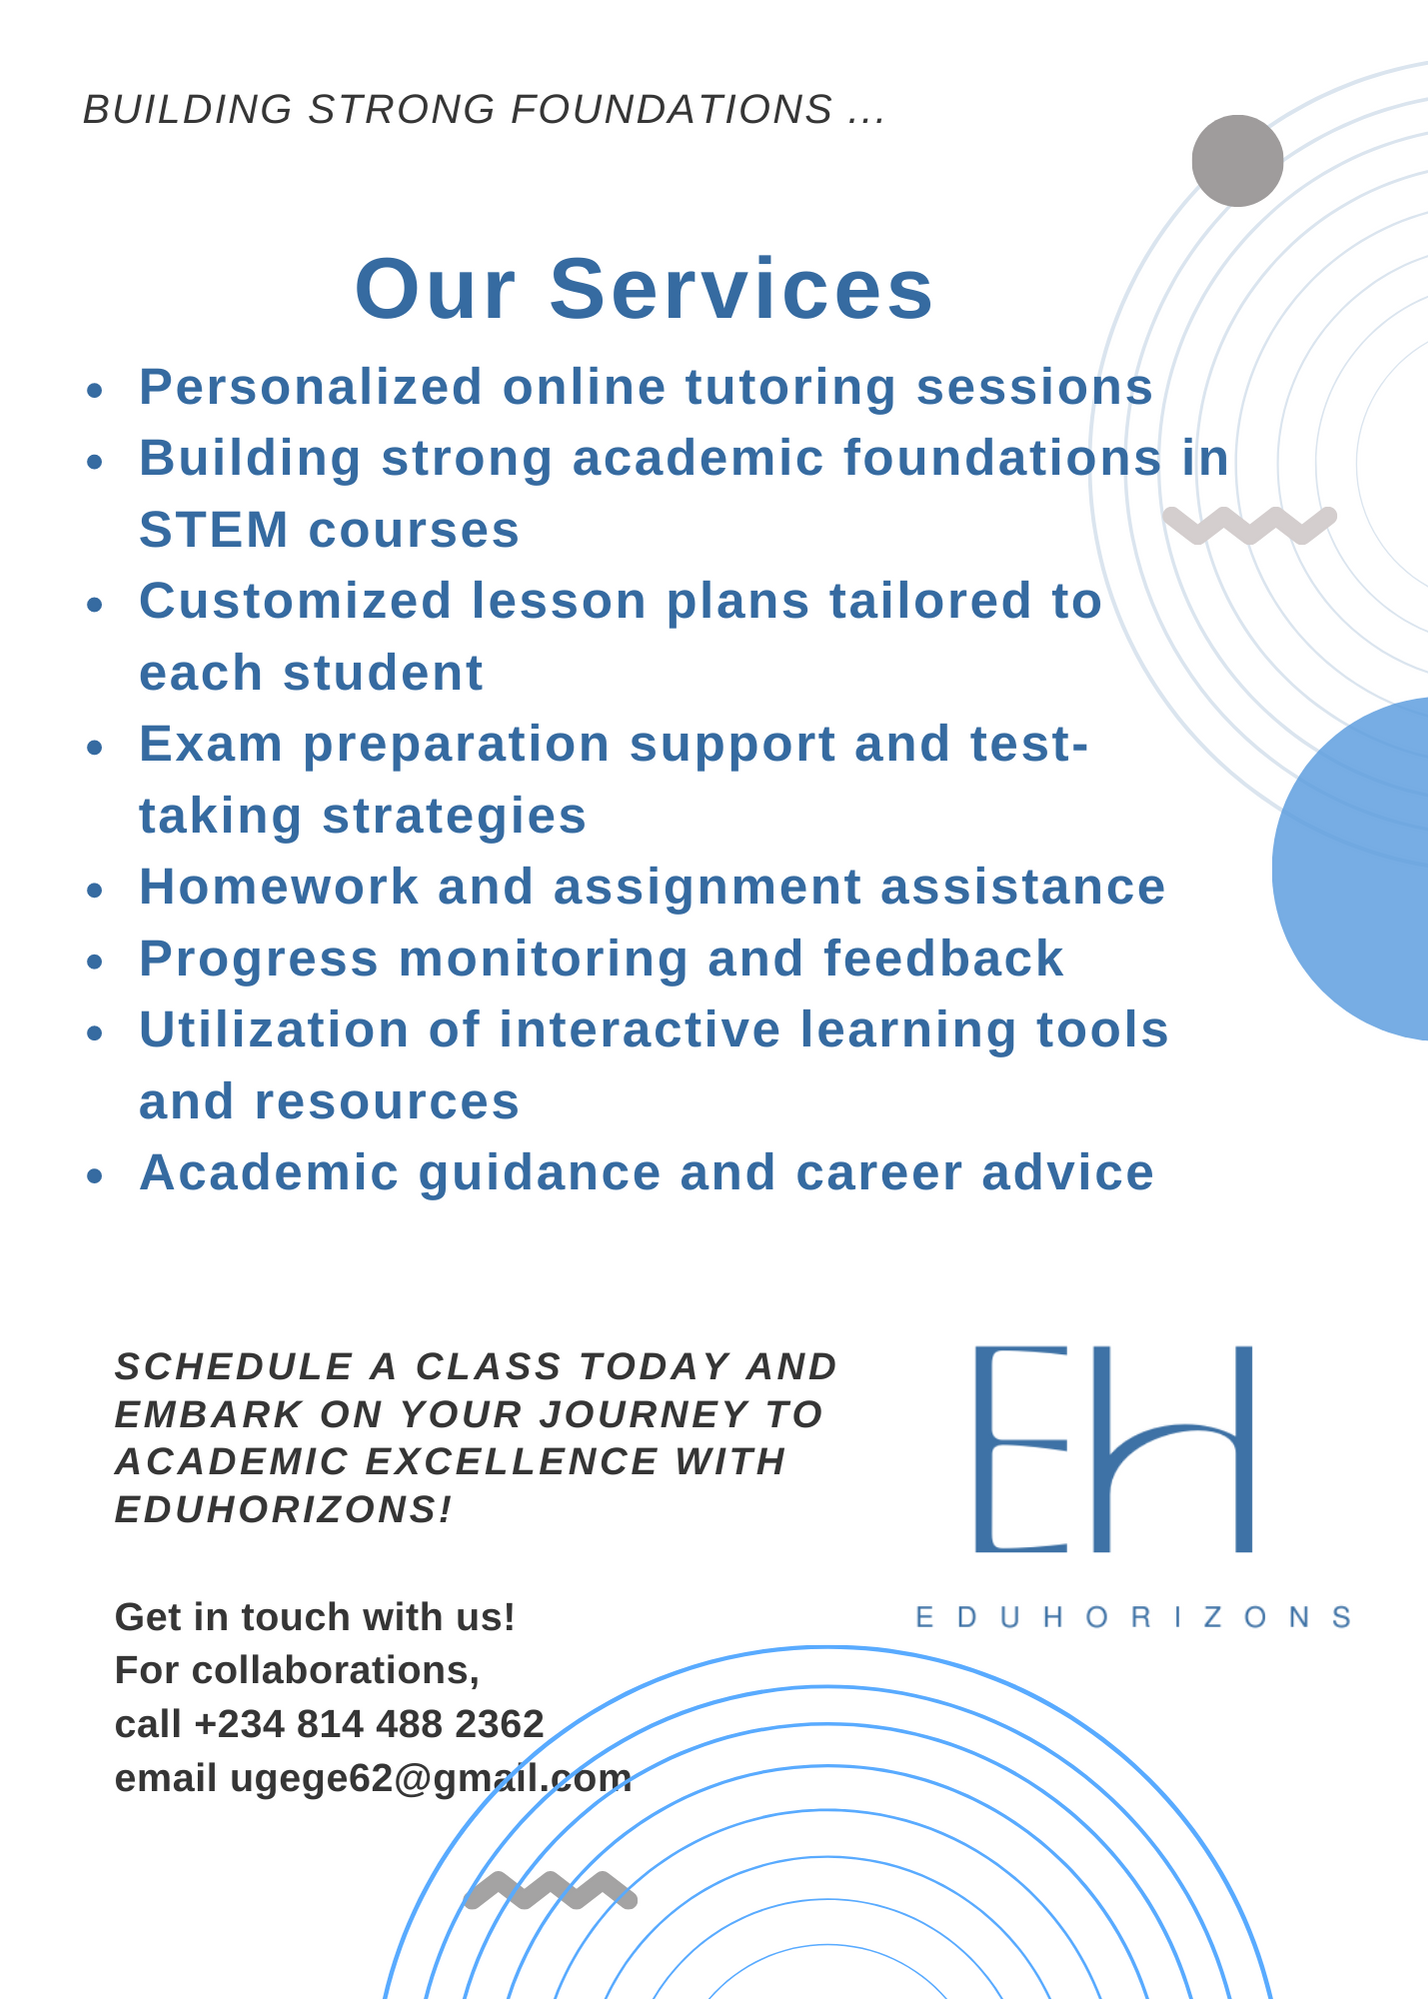 BUILDING STRONG FOUNDATIONS ...
Our Services
• Personalized online tutoring sessions
• Building strong academic foundations in
STEM courses
• Customized lesson plans tailored to
each student
• Exam preparation support and test-
taking strategies
• Homework and assignment assistance
• Progress monitoring and feedback
• Utilization of interactive learning tools
and resources
• Academic guidance and career advice
SCHEDULE A CLASS TODAY AND
EMBARK ON YOUR JOURNEY TO
ACADEMIC EXCELLENCE WITH
EDUHORIZONS!
EH
EDUHORIZONS
Get in touch with us!
For collaborations,
call +234 814 488 2362
email ugege62@gmail.com